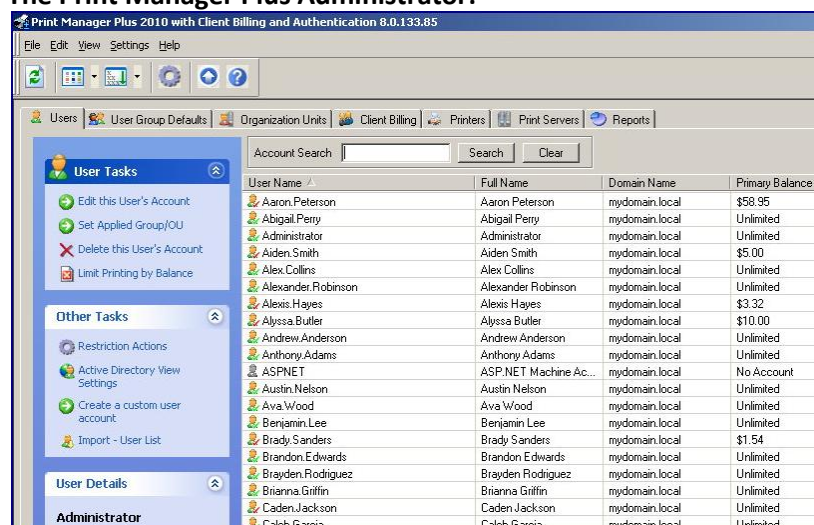 The Print Manager Plus Administrator:
Print Manager Plus 2010 with Client Billing and Authentication 8.0.133.85
File Edit View Settings Help
Users User Group Defaults Organization Units Client Billing Printers Print Servers Reports
User Tasks
Edit this User's Account
Set Applied Group/OU
Delete this User's Account
Limit Printing by Balance
Other Tasks
Restriction Actions
Active Directory View
Settings
Create a custom user
account
Import - User List
User Details
Administrator
Account Search Search Clear
User Name Full Name Domain Name Primary Balance
Aaron.Peterson Aaron Peterson mydomain.local $58.95
Abigail.Perry Abigail Perry mydomain.local Unlimited
Administrator Administrator mydomain.local Unlimited
Aiden.Smith Aiden Smith mydomain.local $5.00
Alex.Collins Alex Collins mydomain.local Unlimited
Alexander.Robinson Alexander Robinson mydomain.local Unlimited
Alexis.Hayes Alexis Hayes mydomain.local $3.32
Alyssa.Butler Alyssa Butler mydomain.local $10.00
Andrew.Anderson Andrew Anderson mydomain.local Unlimited
Anthony.Adams Anthony Adams mydomain.local Unlimited
ASPNET ASP.NET Machine Ac... mydomain.local No Account
Austin.Nelson Austin Nelson mydomain.local Unlimited
Ava.Wood Ava Wood mydomain.local Unlimited
Benjamin.Lee Benjamin Lee mydomain.local Unlimited
Brady.Sanders Brady Sanders mydomain.local $1.54
Brandon.Edwards Brandon Edwards mydomain.local Unlimited
Brayden.Rodriguez Brayden Rodriguez mydomain.local Unlimited
Brianna.Griffin Brianna Griffin mydomain.local Unlimited
Caden.Jackson Caden Jackson mydomain.local Unlimited
Caleb.Garcia Caleb Garcia mydomain.local Unlimited